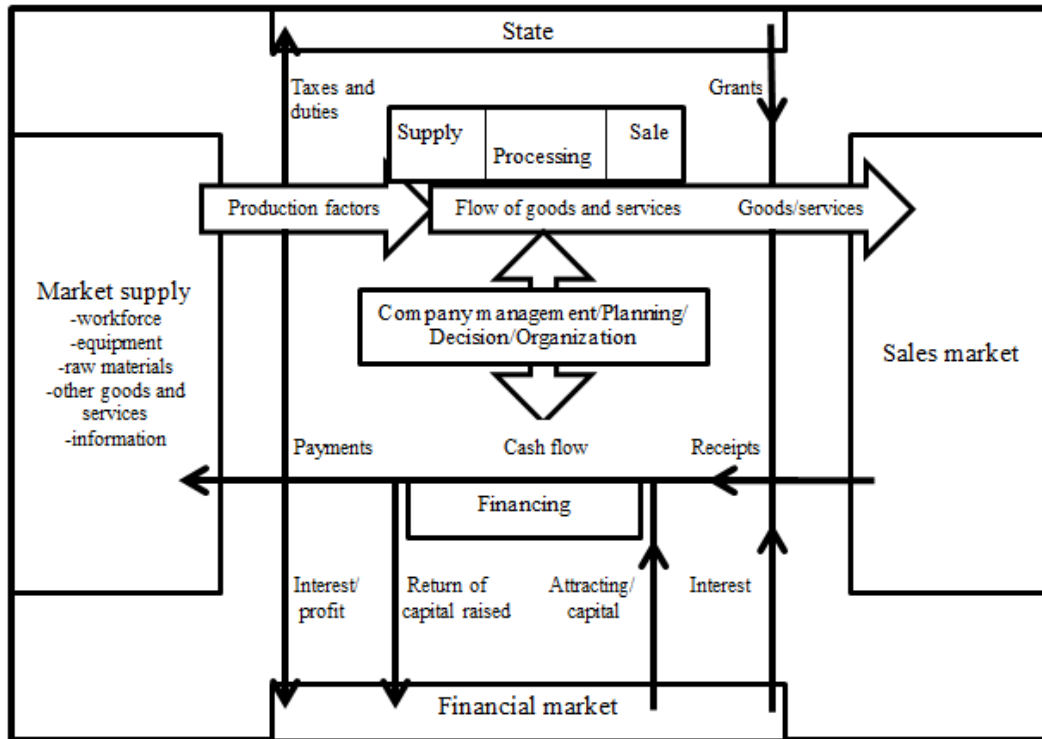 State
Taxes and
duties
Grants
Supply
Processing
Sale
Production factors
Flow of goods and services
Goods/services
Market supply
-workforce
-equipment
-raw materials
-other goods and
services
-information
Company management/Planning/
Decision/Organization
Sales market
Payments
Cash flow
Receipts
Financing
Interest/
profit
Return of
capital raised
Attracting/
capital
Interest
Financial market